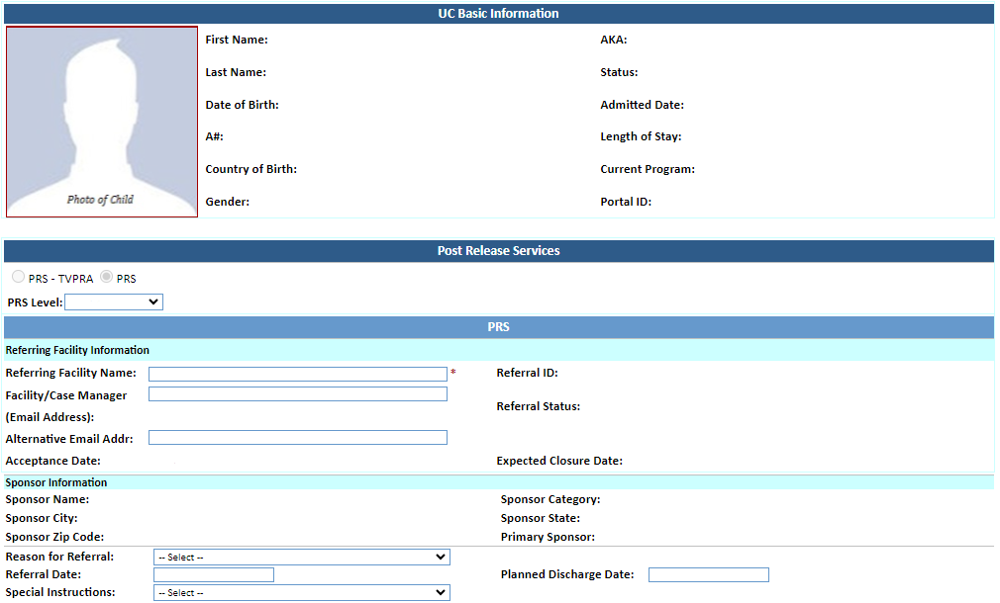 UC Basic Information
First Name: AKA:
Last Name: Status:
Date of Birth: Admitted Date:
A#: Length of Stay:
Country of Birth: Current Program:
Photo of Child
Gender: Portal ID:
Post Release Services
PRS - TVPRA PRS
PRS Level:
PRS
Referring Facility Information
Referring Facility Name: * Referral ID:
Facility/Case Manager
(Email Address):
Referral Status:
Alternative Email Addr:
Acceptance Date: Expected Closure Date:
Sponsor Information
Sponsor Name: Sponsor Category:
Sponsor City: Sponsor State:
Sponsor Zip Code: Primary Sponsor:
Reason for Referral: -- Select --
Referral Date: Planned Discharge Date:
Special Instructions: -- Select --